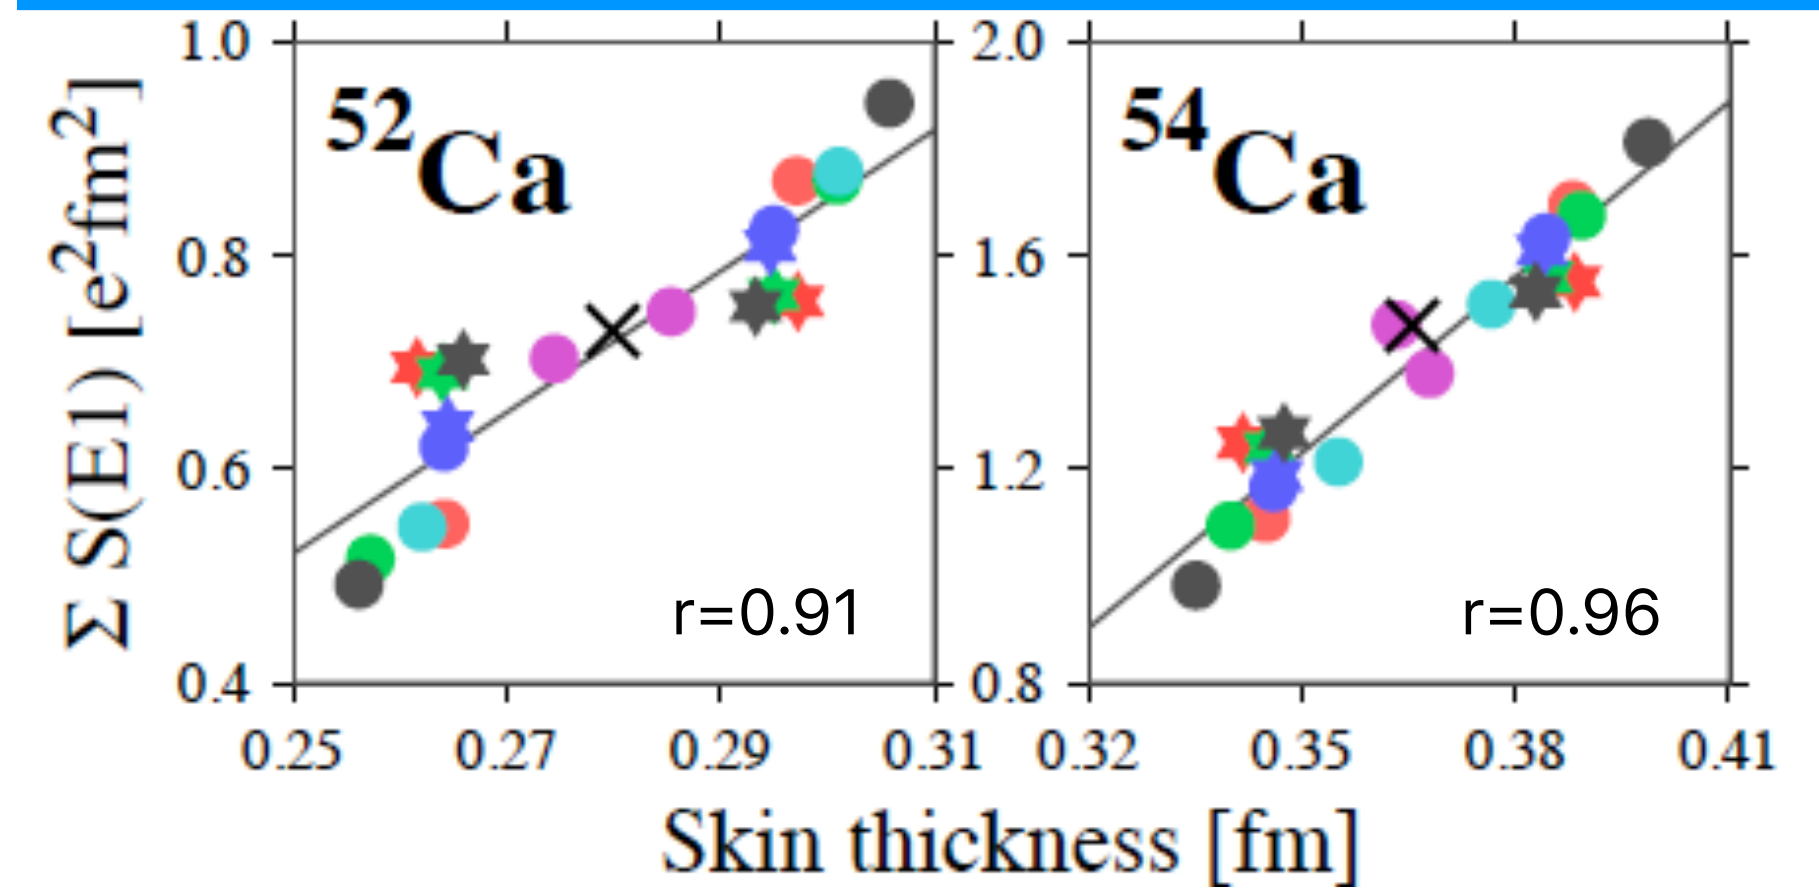 Σ S(E1) [e²fm²]
1.0
0.8
0.6
0.4
⁵²Ca
r=0.91
0.25 0.27 0.29 0.31
2.0
1.6
1.2
0.8
⁵⁴Ca
r=0.96
0.32 0.35 0.38 0.41
Skin thickness [fm]